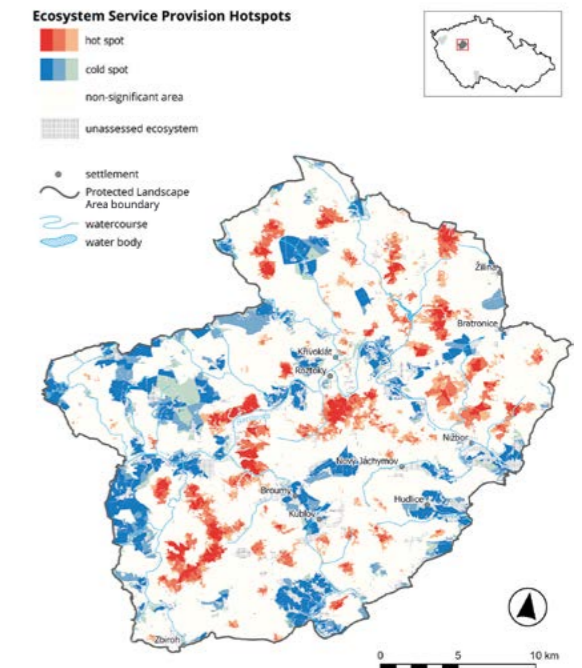 Ecosystem Service Provision Hotspots
hot spot
cold spot
non-significant area
unassessed ecosystem
settlement
Protected Landscape
Area boundary
watercourse
water body
Žilina
Bratronice
Křivoklát
Roztoky
Nižbor
Nový Jáchymov
Broumy
Hudlice
Kublov
Zbiroh
0 5 10 km